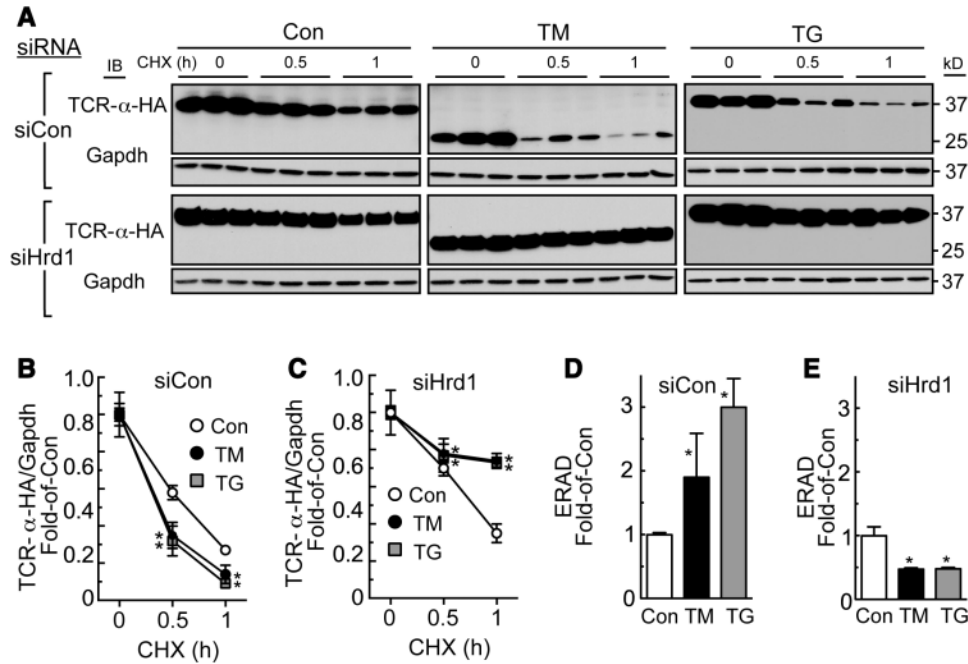 A
siRNA
Con TM TG
IB CHX (h) 0 0.5 1 0 0.5 1 0 0.5 1 kD
siCon
TCR-α-HA
37
25
Gapdh
37
siHrd1
TCR-α-HA
37
25
Gapdh
37
B
siCon
TCR-α-HA/Gapdh
Fold-of-Con
1.0
0.8
0.6
0.4
0.2
0
Con
TM
TG
*
*
*
*
0 0.5 1
CHX (h)
C
siHrd1
TCR-α-HA/Gapdh
Fold-of-Con
1.0
0.8
0.6
0.4
0.2
0
Con
TM
TG
*
*
*
*
0 0.5 1
CHX (h)
D
siCon
ERAD
Fold-of-Con
3
2
1
0
*
*
Con TM TG
E
siHrd1
ERAD
Fold-of-Con
3
2
1
0
* *
Con TM TG